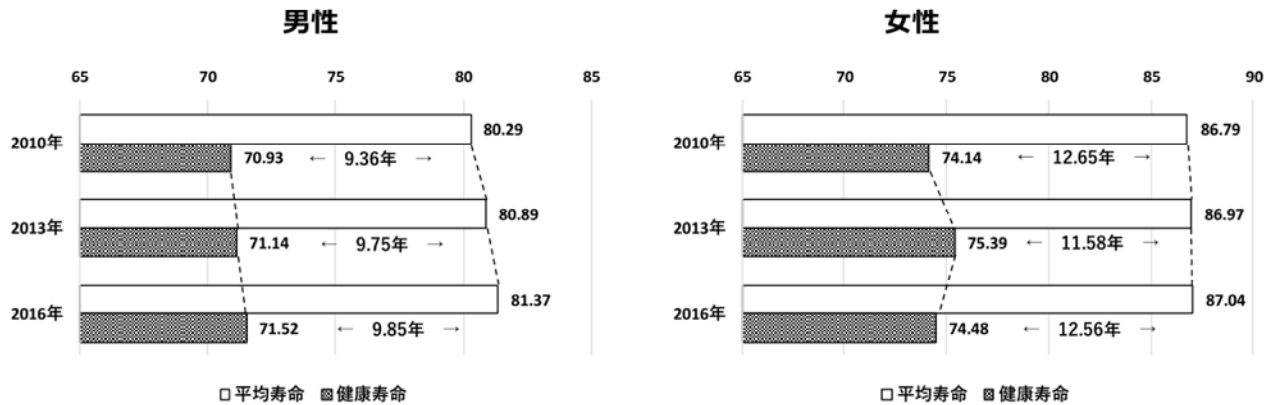 男性
65 70 75 80 85
2010年
80.29
70.93 ← 9.36年 →
2013年
80.89
71.14 ← 9.75年 →
2016年
81.37
71.52 ← 9.85年 →
□平均寿命 ▩健康寿命
女性
65 70 75 80 85 90
2010年
86.79
74.14 ← 12.65年 →
2013年
86.97
75.39 ← 11.58年 →
2016年
87.04
74.48 ← 12.56年 →
□平均寿命 ▩健康寿命